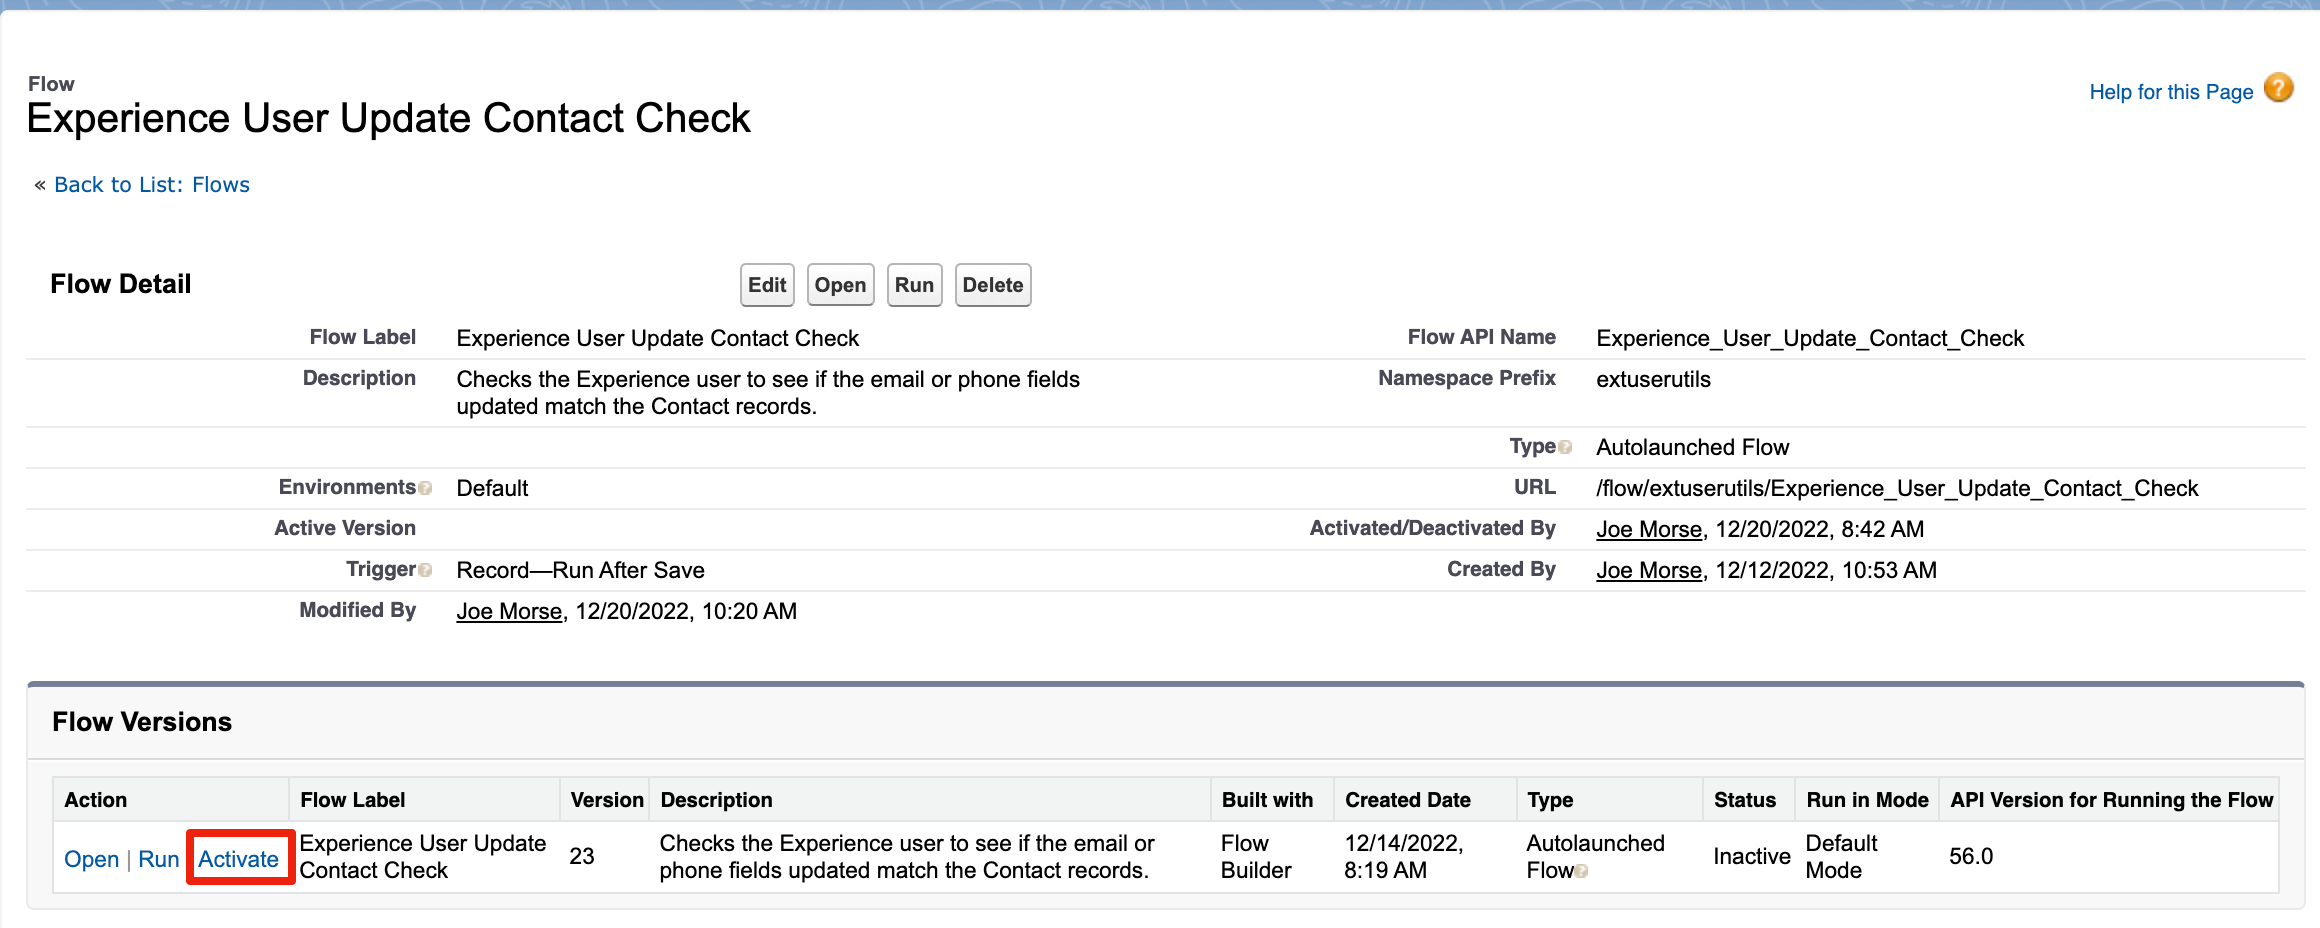 Flow
Experience User Update Contact Check
Help for this Page ?
« Back to List: Flows
Flow Detail
Edit Open Run Delete
Flow Label Experience User Update Contact Check Flow API Name Experience_User_Update_Contact_Check
Description Checks the Experience user to see if the email or phone fields Namespace Prefix extuserutils
updated match the Contact records.
Type ? Autolaunched Flow
Environments ? Default URL /flow/extuserutils/Experience_User_Update_Contact_Check
Active Version Activated/Deactivated By Joe Morse, 12/20/2022, 8:42 AM
Trigger ? Record—Run After Save Created By Joe Morse, 12/12/2022, 10:53 AM
Modified By Joe Morse, 12/20/2022, 10:20 AM
Flow Versions
Action Flow Label Version Description Built with Created Date Type Status Run in Mode API Version for Running the Flow
Open | Run Activate Experience User Update Contact Check 23 Checks the Experience user to see if the email or phone fields updated match the Contact records. Flow Builder 12/14/2022, 8:19 AM Autolaunched Flow ? Inactive Default Mode 56.0